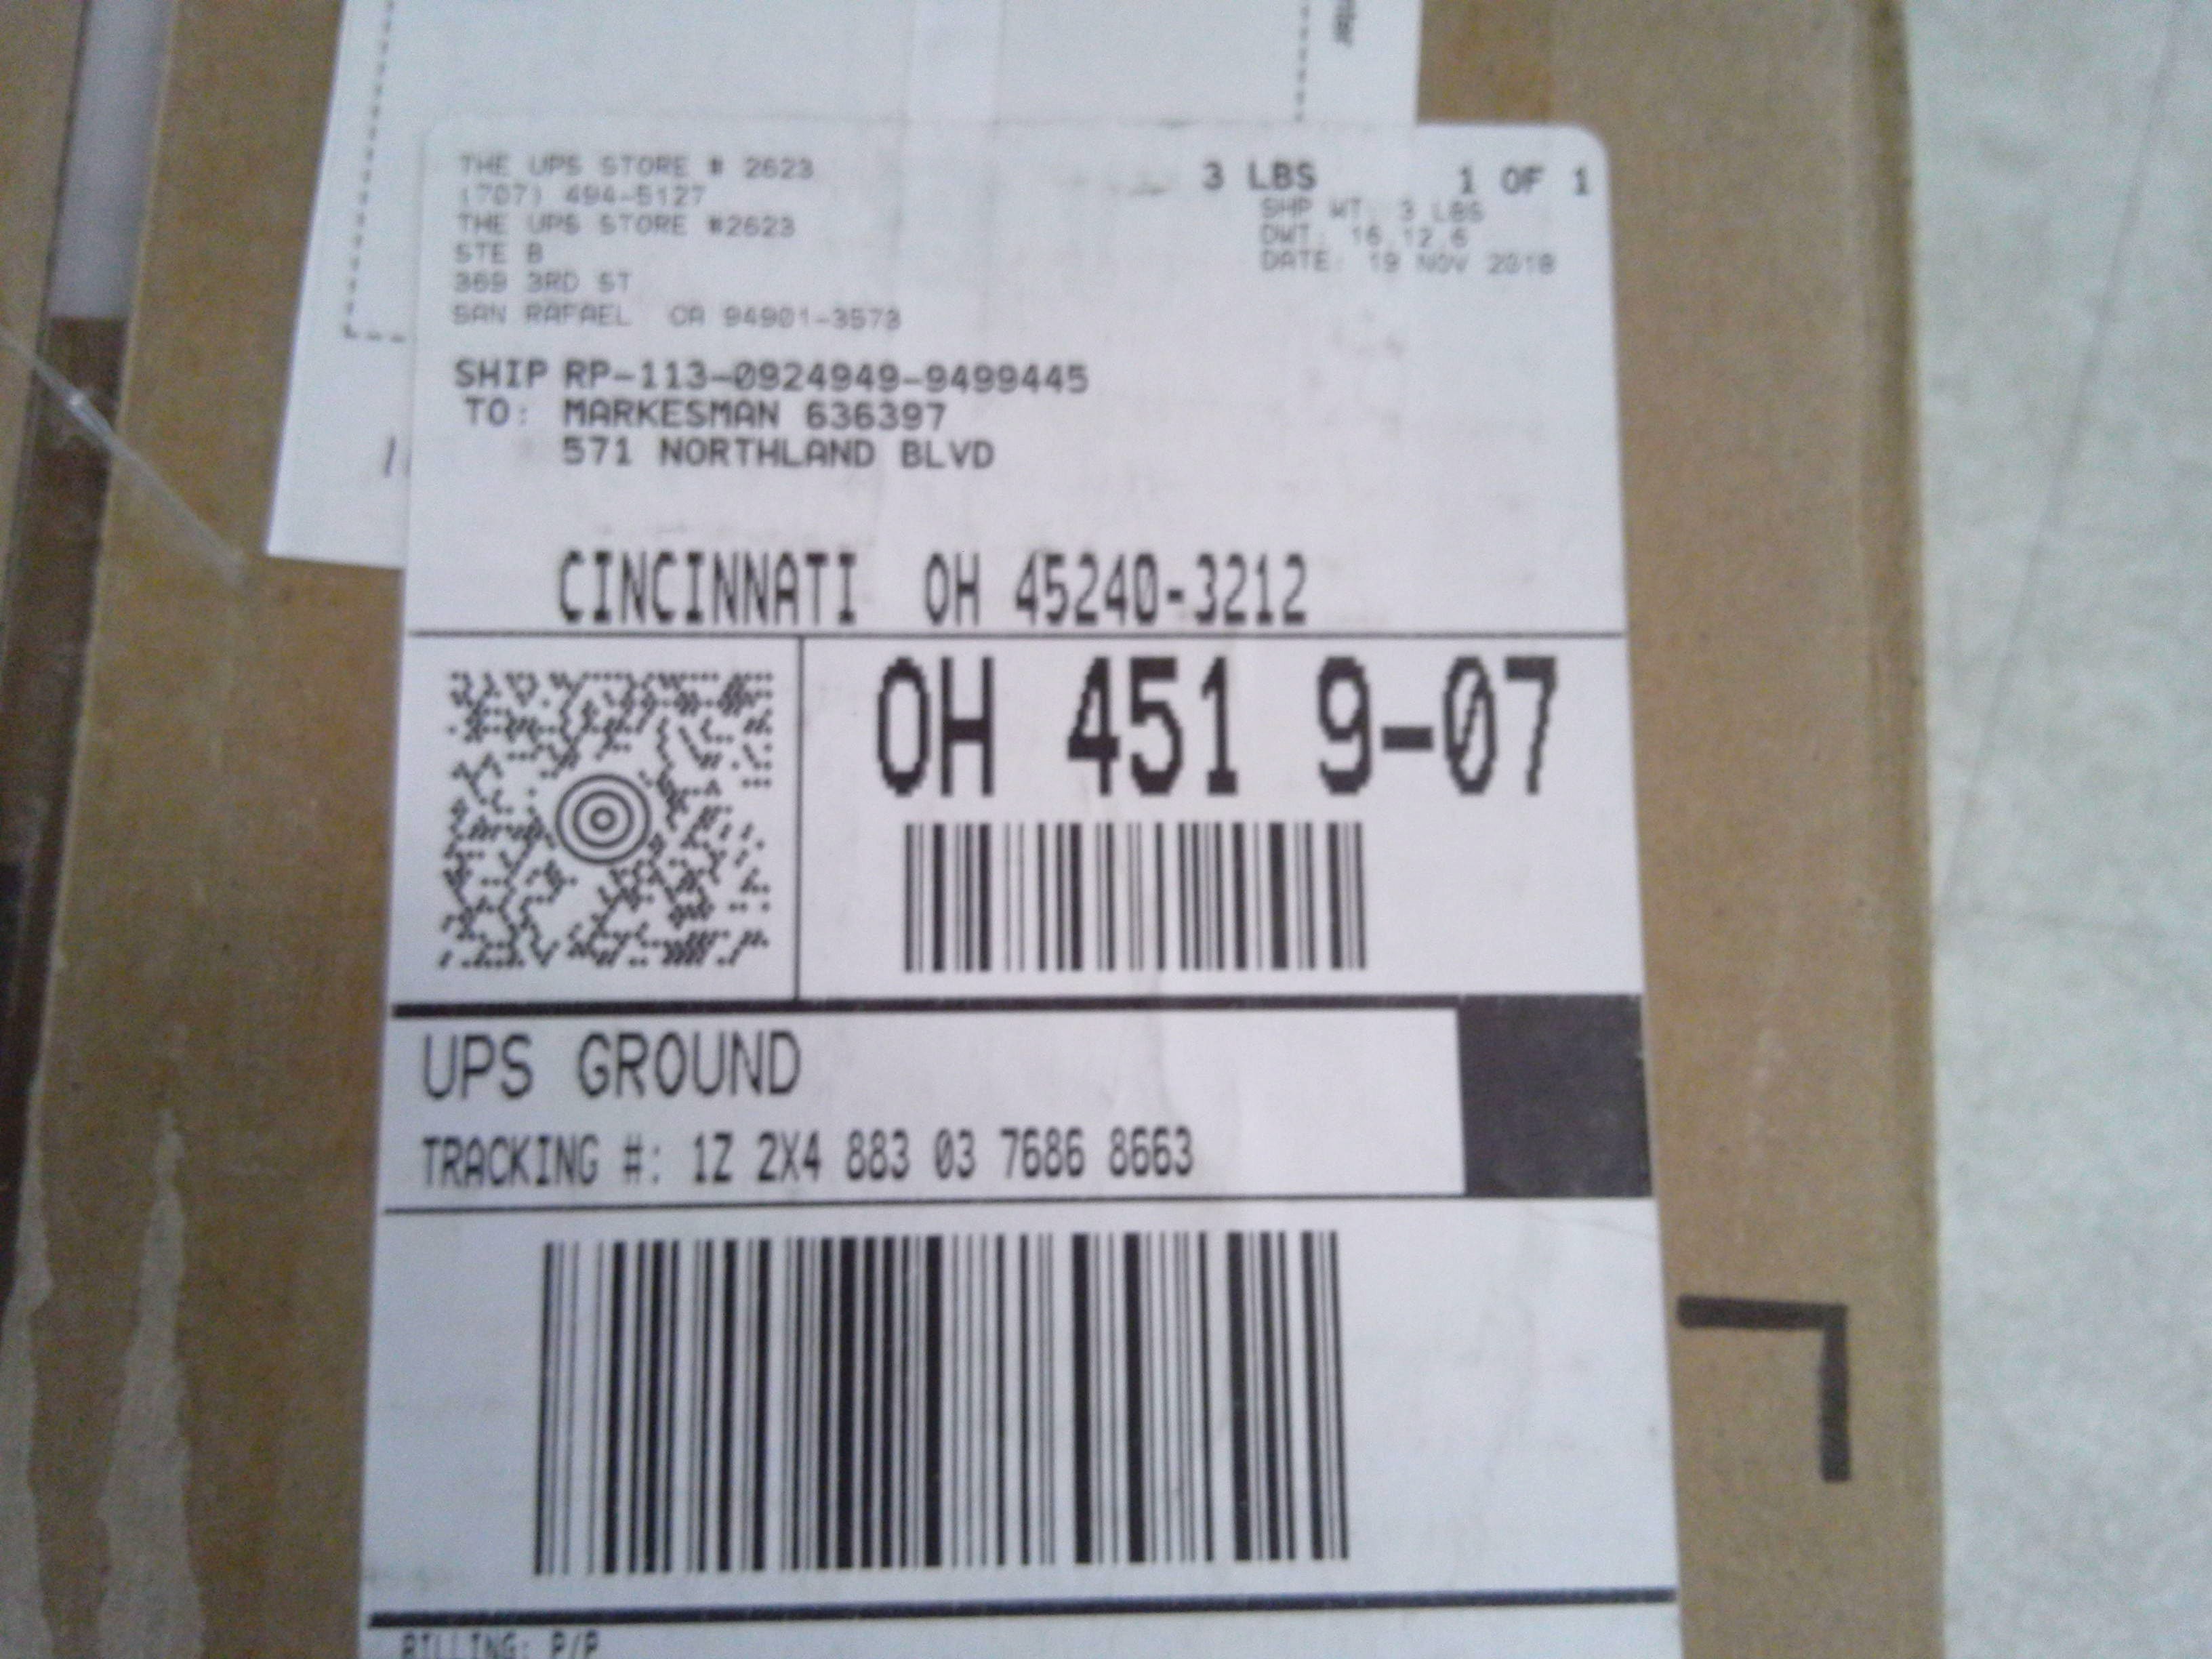 THE UPS STORE # 2623
(707) 494-5127
THE UPS STORE #2623
STE B
369 3RD ST
SAN RAFAEL CA 94901-3573
3 LBS 1 OF 1
SHP WT: 3 LBS
DWT: 16,12,6
DATE: 19 NOV 2018
SHIP RP-113-0924949-9499445
TO: MARKESMAN 636397
571 NORTHLAND BLVD
CINCINNATI OH 45240-3212
OH 451 9-07
UPS GROUND
TRACKING #: 1Z 2X4 883 03 7686 8663
BILLING: P/P